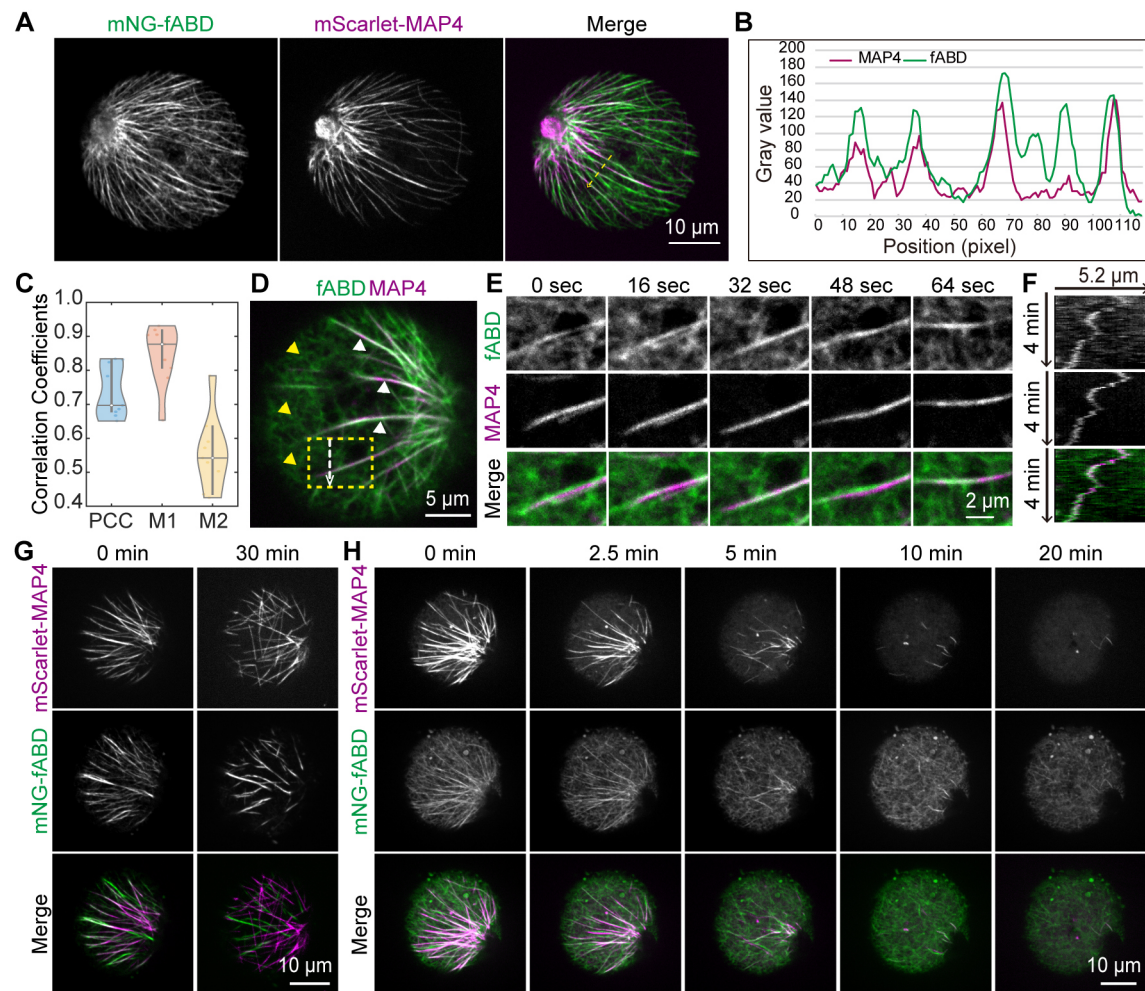 A
mNG-fABD
mScarlet-MAP4
Merge
10 µm
B
MAP4
fABD
Gray value
200
180
160
140
120
100
80
60
40
20
0
0 10 20 30 40 50 60 70 80 90 100 110
Position (pixel)
C
Correlation Coefficients
1.0
0.9
0.8
0.7
0.6
0.5
0.4
PCC M1 M2
D
fABD MAP4
5 µm
E
0 sec 16 sec 32 sec 48 sec 64 sec
fABD
MAP4
Merge
2 µm
F
5.2 µm
4 min
4 min
4 min
G
0 min 30 min
mScarlet-MAP4
mNG-fABD
Merge
10 µm
H
0 min 2.5 min 5 min 10 min 20 min
mScarlet-MAP4
mNG-fABD
Merge
10 µm